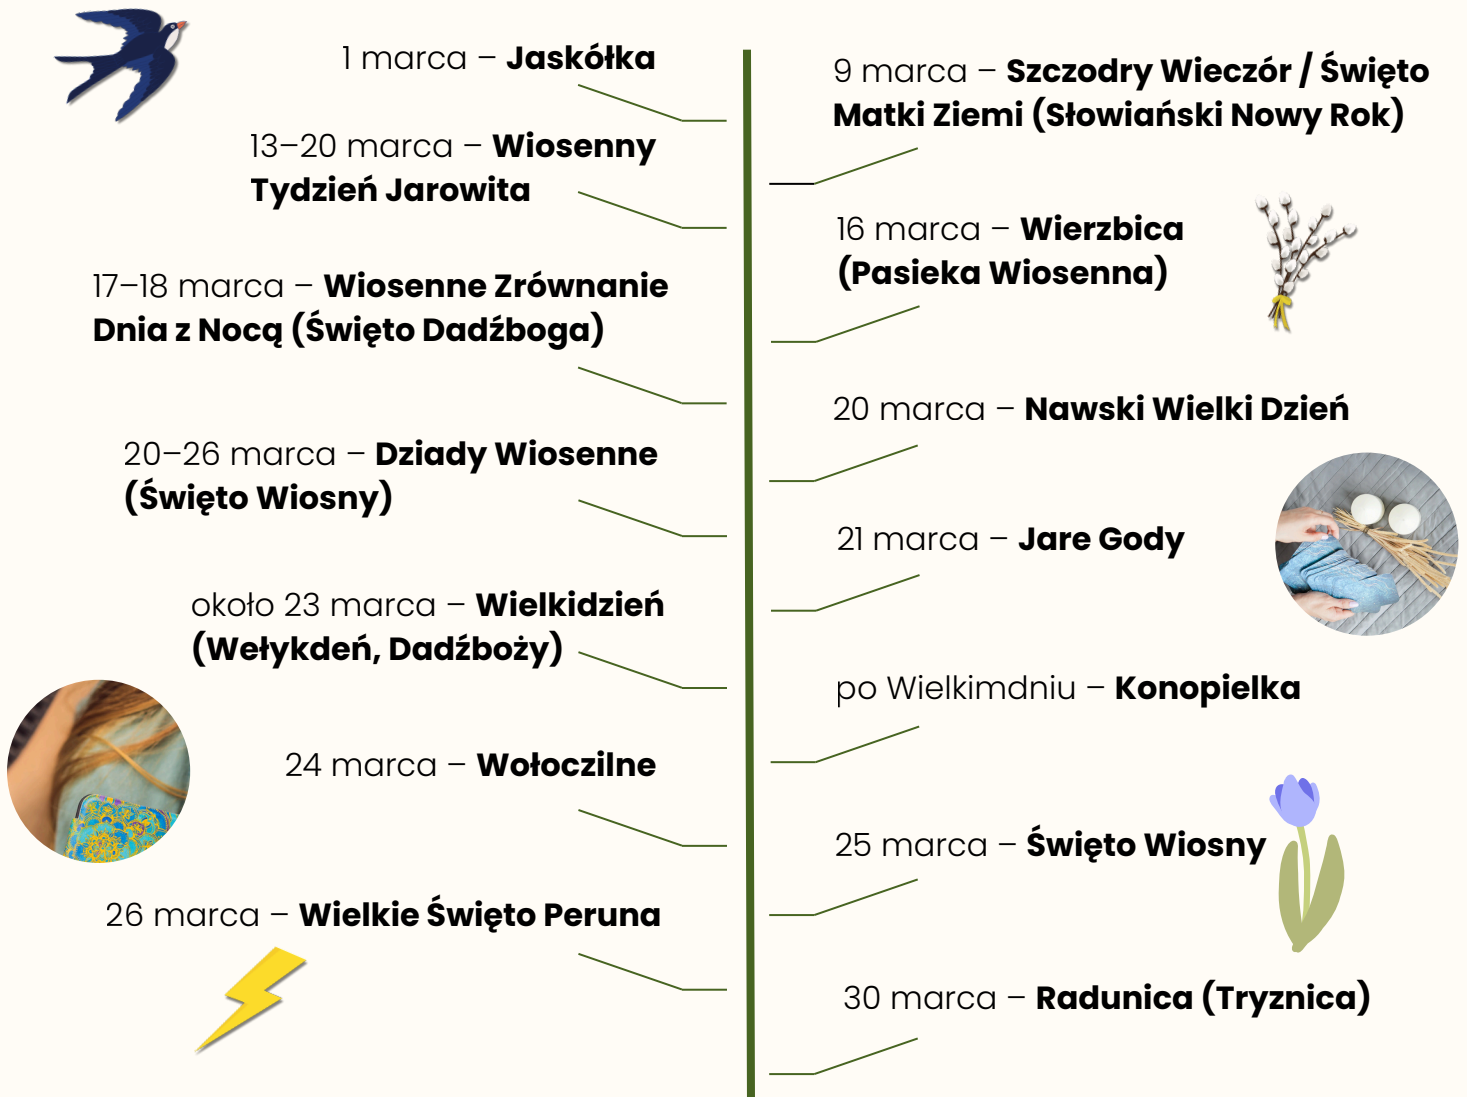 1 marca – Jaskółka
9 marca – Szczodry Wieczór / Święto
Matki Ziemi (Słowiański Nowy Rok)
13–20 marca – Wiosenny
Tydzień Jarowita
16 marca – Wierzbica
(Pasieka Wiosenna)
17–18 marca – Wiosenne Zrównanie
Dnia z Nocą (Święto Dadźboga)
20 marca – Nawski Wielki Dzień
20–26 marca – Dziady Wiosenne
(Święto Wiosny)
21 marca – Jare Gody
około 23 marca – Wielkidzień
(Wełykdeń, Dadźboży)
po Wielkimdniu – Konopielka
24 marca – Wołoczilne
25 marca – Święto Wiosny
26 marca – Wielkie Święto Peruna
30 marca – Radunica (Tryznica)